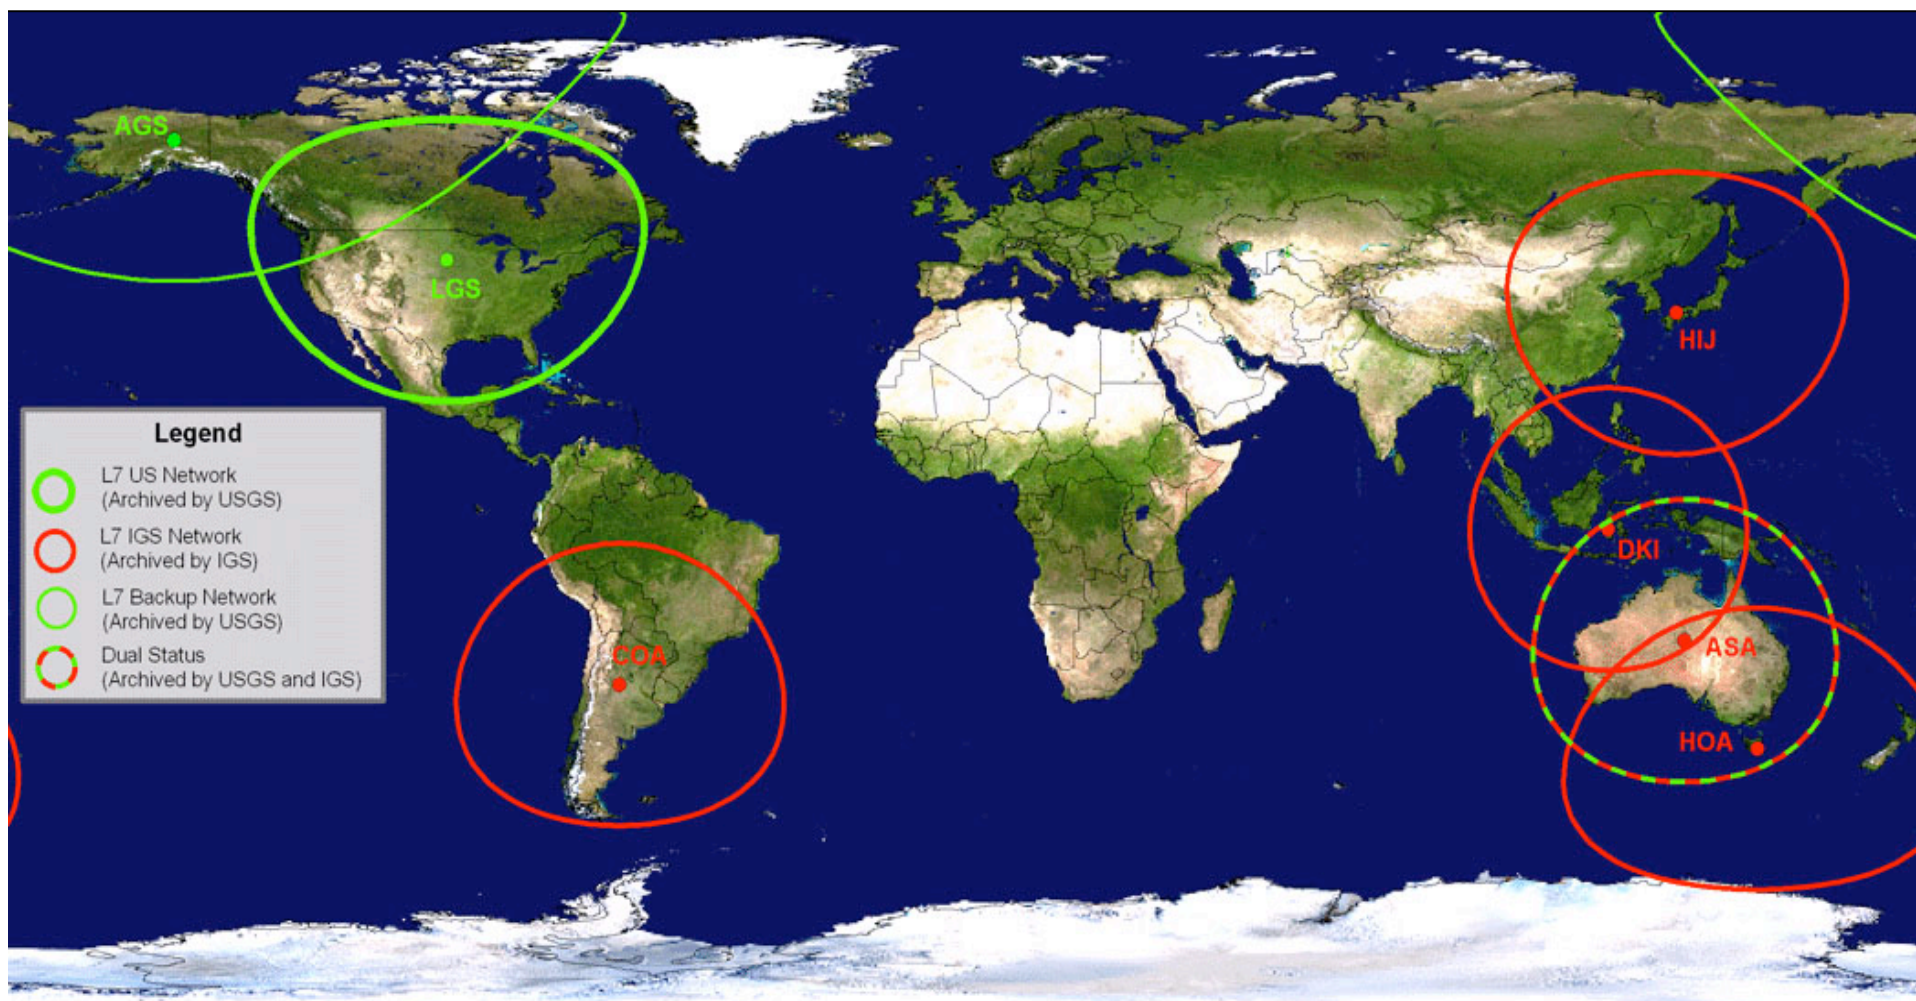 AGS
LGS
HIJ
Legend
L7 US Network
(Archived by USGS)
L7 IGS Network
(Archived by IGS)
L7 Backup Network
(Archived by USGS)
Dual Status
(Archived by USGS and IGS)
DKI
COA
ASA
HOA